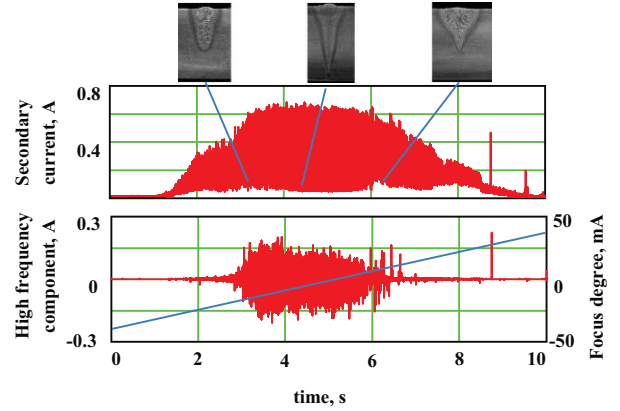 Secondary
current, A
0.8
0.4
High frequency
component, A
0.3
0
-0.3
50
0
-50
Focus degree, mA
0 2 4 6 8 10
time, s